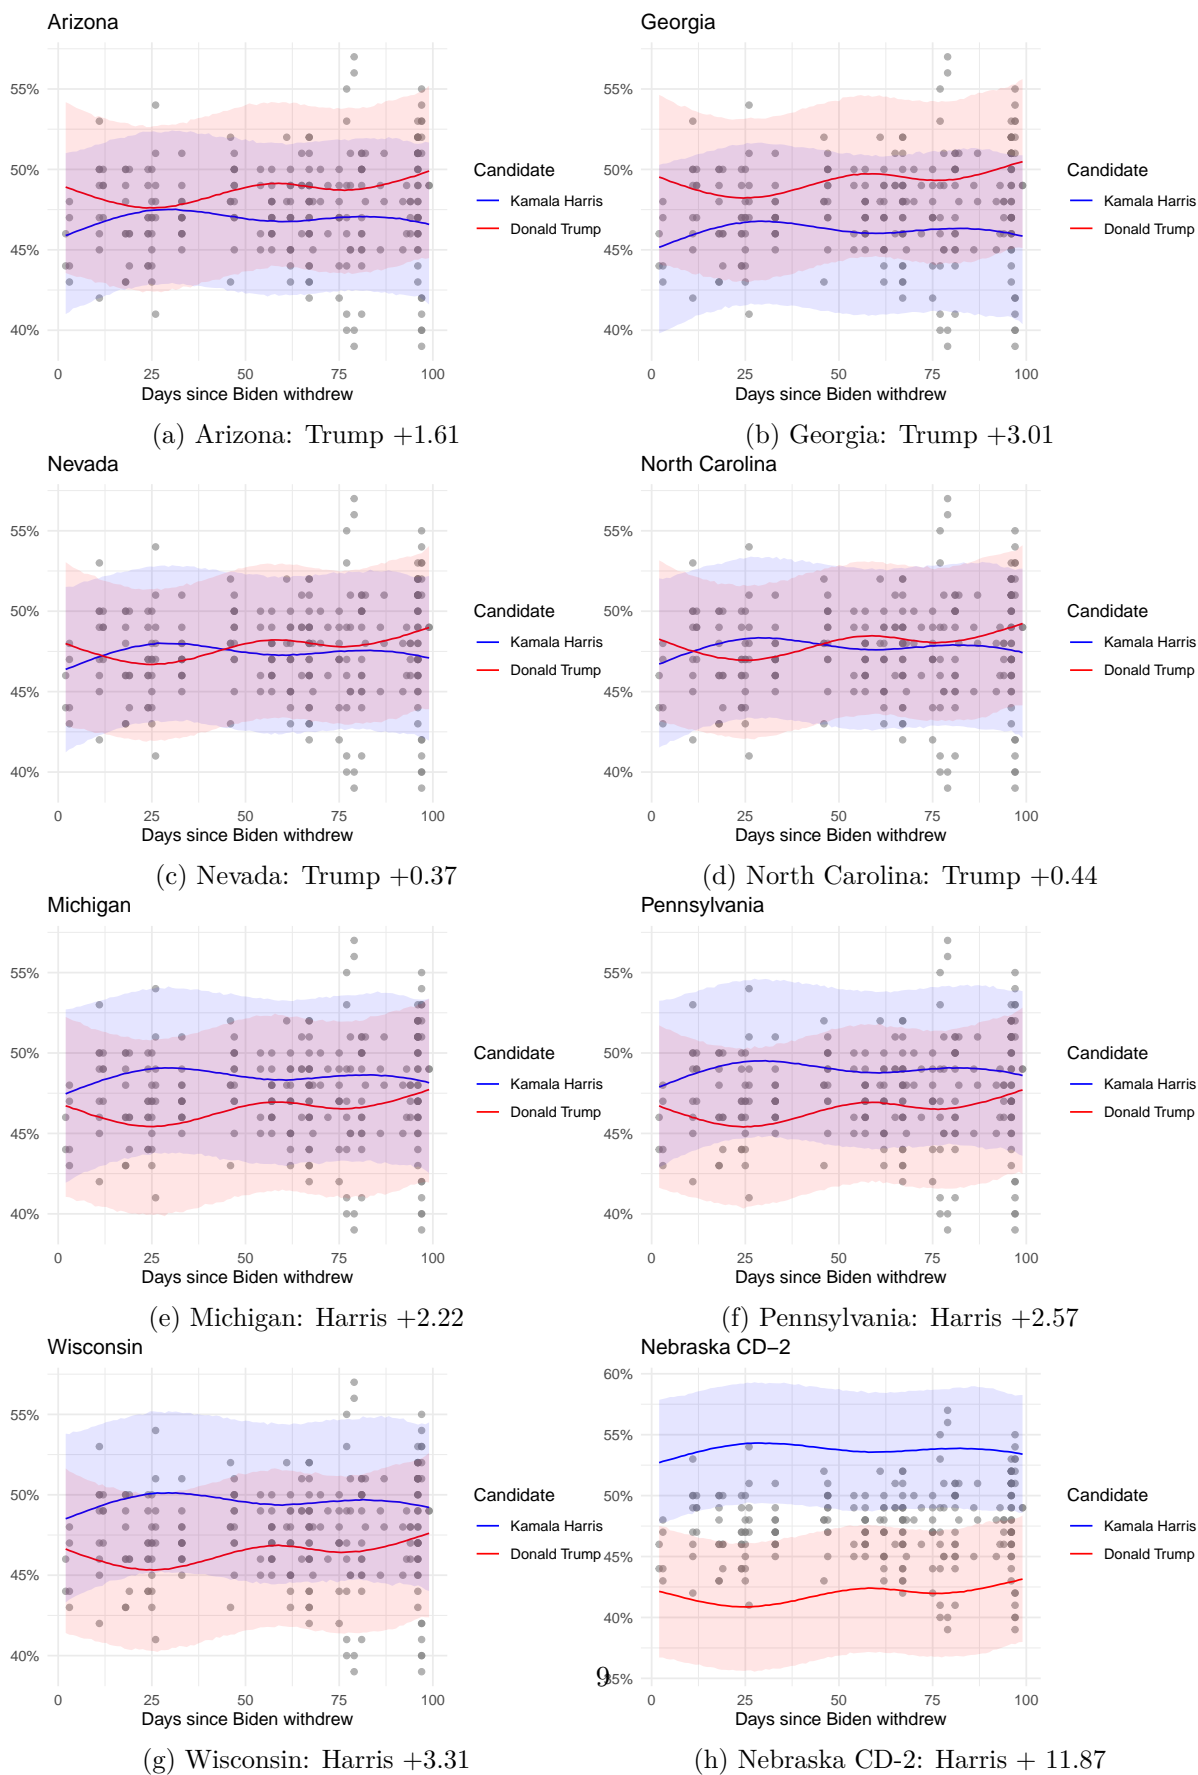 Arizona
55%
50%
45%
40%
0 25 50 75 100
Days since Biden withdrew
Candidate
Kamala Harris
Donald Trump
(a) Arizona: Trump +1.61
Georgia
55%
50%
45%
40%
0 25 50 75 100
Days since Biden withdrew
Candidate
Kamala Harris
Donald Trump
(b) Georgia: Trump +3.01
Nevada
55%
50%
45%
40%
0 25 50 75 100
Days since Biden withdrew
Candidate
Kamala Harris
Donald Trump
(c) Nevada: Trump +0.37
North Carolina
55%
50%
45%
40%
0 25 50 75 100
Days since Biden withdrew
Candidate
Kamala Harris
Donald Trump
(d) North Carolina: Trump +0.44
Michigan
55%
50%
45%
40%
0 25 50 75 100
Days since Biden withdrew
Candidate
Kamala Harris
Donald Trump
(e) Michigan: Harris +2.22
Pennsylvania
55%
50%
45%
40%
0 25 50 75 100
Days since Biden withdrew
Candidate
Kamala Harris
Donald Trump
(f) Pennsylvania: Harris +2.57
Wisconsin
55%
50%
45%
40%
0 25 50 75 100
Days since Biden withdrew
Candidate
Kamala Harris
Donald Trump
(g) Wisconsin: Harris +3.31
Nebraska CD−2
60%
55%
50%
45%
40%
35%
0 25 50 75 100
Days since Biden withdrew
Candidate
Kamala Harris
Donald Trump
(h) Nebraska CD-2: Harris + 11.87
9